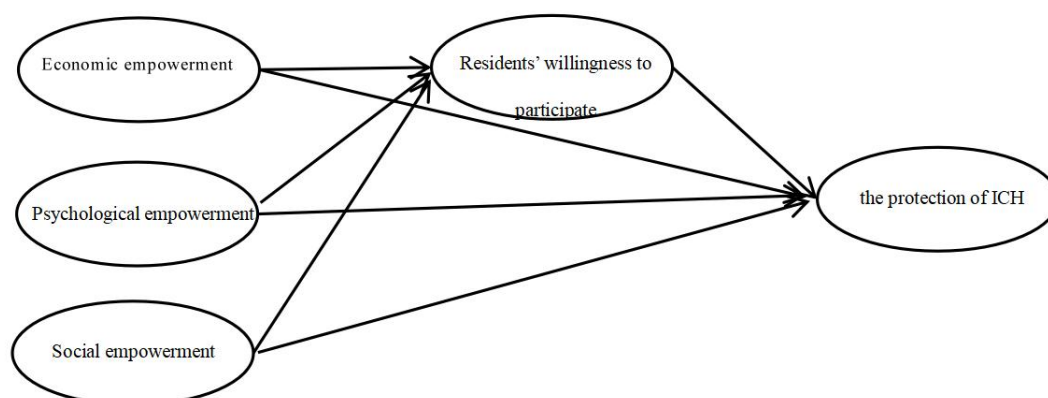 Economic empowerment
Residents’ willingness to
participate
Psychological empowerment
the protection of ICH
Social empowerment